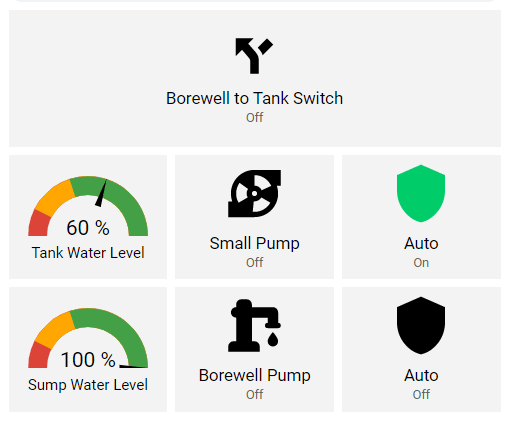 Borewell to Tank Switch
Off
60 %
Tank Water Level
Small Pump
Off
Auto
On
100 %
Sump Water Level
Borewell Pump
Off
Auto
Off